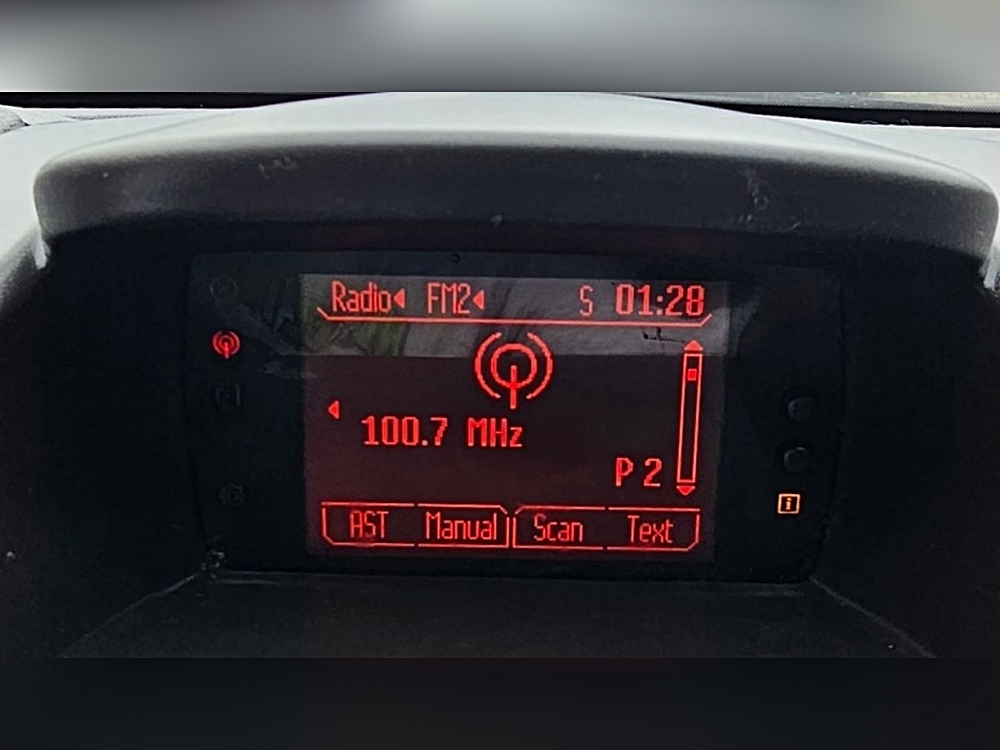 Radio FM2 S 01:28
100.7 MHz
P 2
AST Manual Scan Text
i